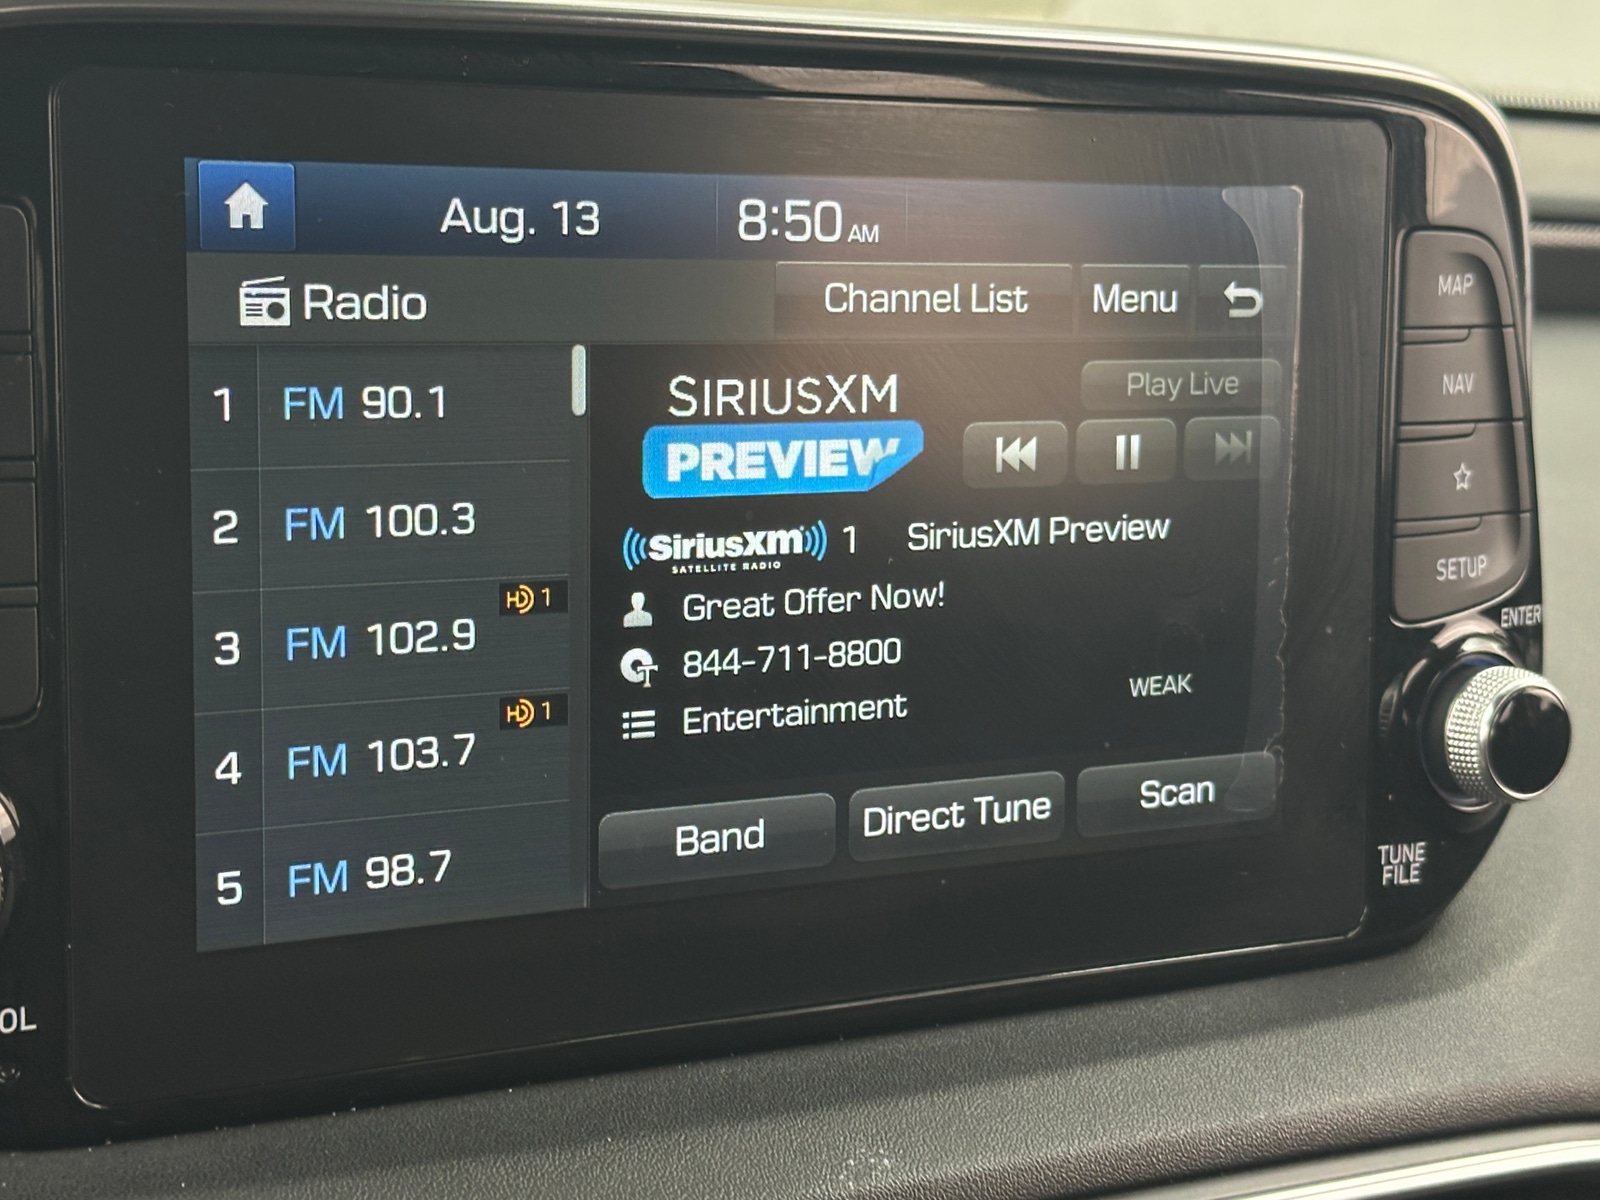 Aug. 13
8:50 AM
Radio
Channel List
Menu
1 FM 90.1
2 FM 100.3
3 FM 102.9
HD 1
4 FM 103.7
HD 1
5 FM 98.7
SIRIUSXM
PREVIEW
Play Live
((SiriusXM)) 1 SiriusXM Preview
SATELLITE RADIO
Great Offer Now!
844-711-8800
Entertainment
WEAK
Band
Direct Tune
Scan
MAP
NAV
SETUP
ENTER
TUNE
FILE
OL